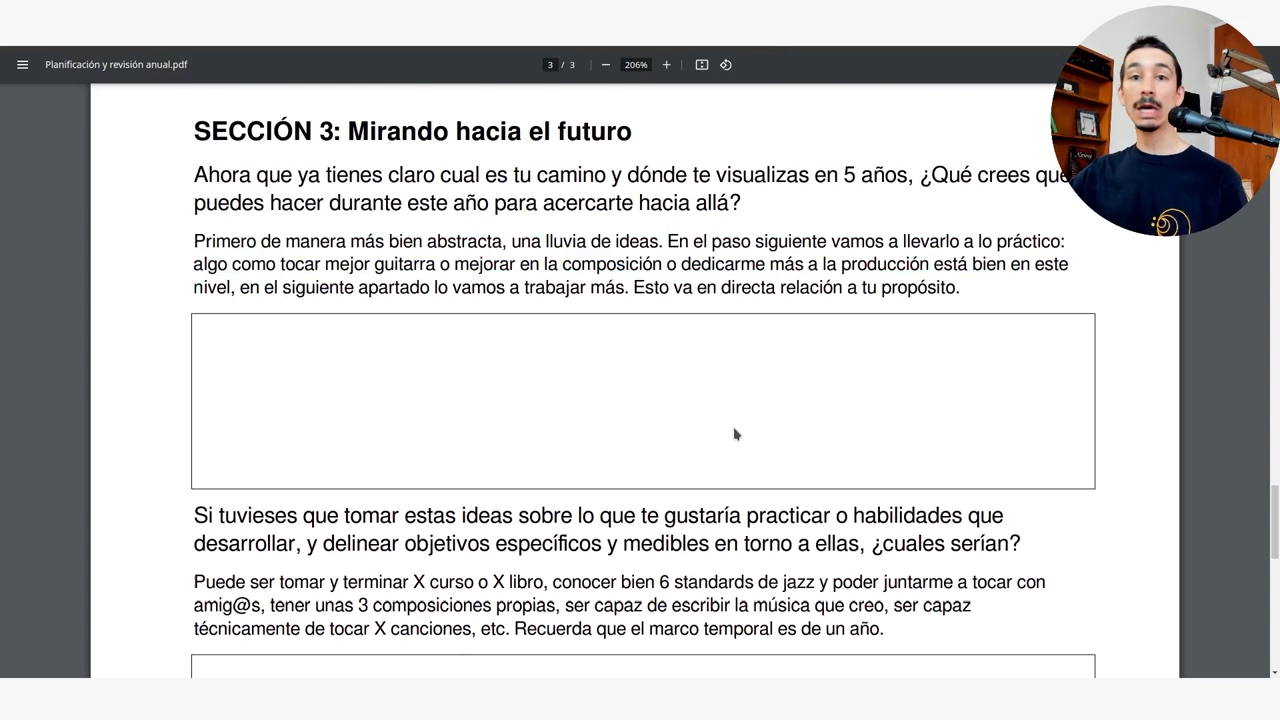 Planificación y revisión anual.pdf
3 / 3
206%
SECCIÓN 3: Mirando hacia el futuro
Ahora que ya tienes claro cual es tu camino y dónde te visualizas en 5 años, ¿Qué crees que
puedes hacer durante este año para acercarte hacia allá?
Primero de manera más bien abstracta, una lluvia de ideas. En el paso siguiente vamos a llevarlo a lo práctico:
algo como tocar mejor guitarra o mejorar en la composición o dedicarme más a la producción está bien en este
nivel, en el siguiente apartado lo vamos a trabajar más. Esto va en directa relación a tu propósito.
Si tuvieses que tomar estas ideas sobre lo que te gustaría practicar o habilidades que
desarrollar, y delinear objetivos específicos y medibles en torno a ellas, ¿cuales serían?
Puede ser tomar y terminar X curso o X libro, conocer bien 6 standards de jazz y poder juntarme a tocar con
amig@s, tener unas 3 composiciones propias, ser capaz de escribir la música que creo, ser capaz
técnicamente de tocar X canciones, etc. Recuerda que el marco temporal es de un año.